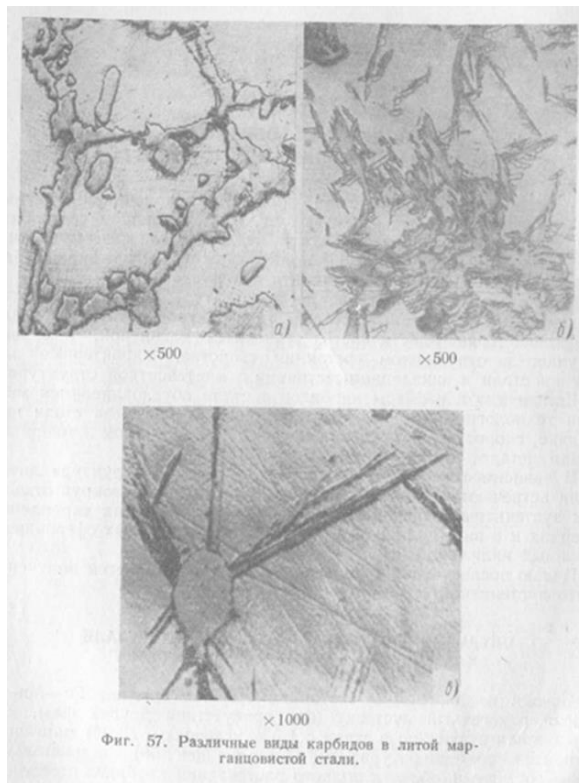 а)
б)
×500
×500
в)
×1000
Фиг. 57. Различные виды карбидов в литой мар-
ганцовистой стали.